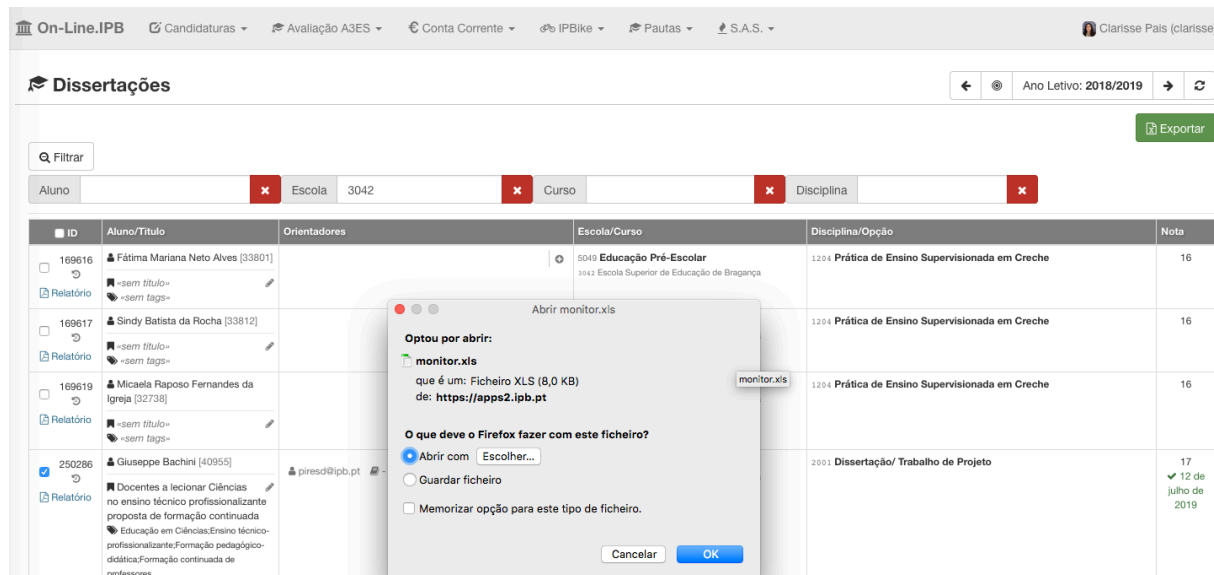 On-Line.IPB Candidaturas Avaliação A3ES € Conta Corrente IPBike Pautas S.A.S. Clarisse Pais (clarisse
Dissertações Ano Letivo: 2018/2019
Exportar
Filtrar
Aluno Escola 3042 Curso Disciplina
ID Aluno/Titulo Orientadores Escola/Curso Disciplina/Opção Nota
169616 Fátima Mariana Neto Alves [33801] 5049 Educação Pré-Escolar 1204 Prática de Ensino Supervisionada em Creche 16
3042 Escola Superior de Educação de Bragança
Relatório «sem título»
«sem tags»
169617 Sindy Batista da Rocha [33812] 1204 Prática de Ensino Supervisionada em Creche 16
Relatório «sem título»
«sem tags»
169619 Micaela Raposo Fernandes da 1204 Prática de Ensino Supervisionada em Creche 16
Igreja [32738]
Relatório «sem título»
«sem tags»
250286 Giuseppe Bachini [40955] piresd@ipb.pt - 2001 Dissertação/ Trabalho de Projeto 17
12 de
julho de
2019
Relatório Docentes a lecionar Ciências
no ensino técnico profissionalizante
proposta de formação continuada
Educação em Ciências;Ensino técnico-
profissionalizante;Formação pedagógico-
didática;Formação continuada de
professores
Abrir monitor.xls
Optou por abrir:
monitor.xls
que é um: Ficheiro XLS (8,0 KB)
de: https://apps2.ipb.pt
monitor.xls
O que deve o Firefox fazer com este ficheiro?
Abrir com Escolher...
Guardar ficheiro
Memorizar opção para este tipo de ficheiro.
Cancelar OK